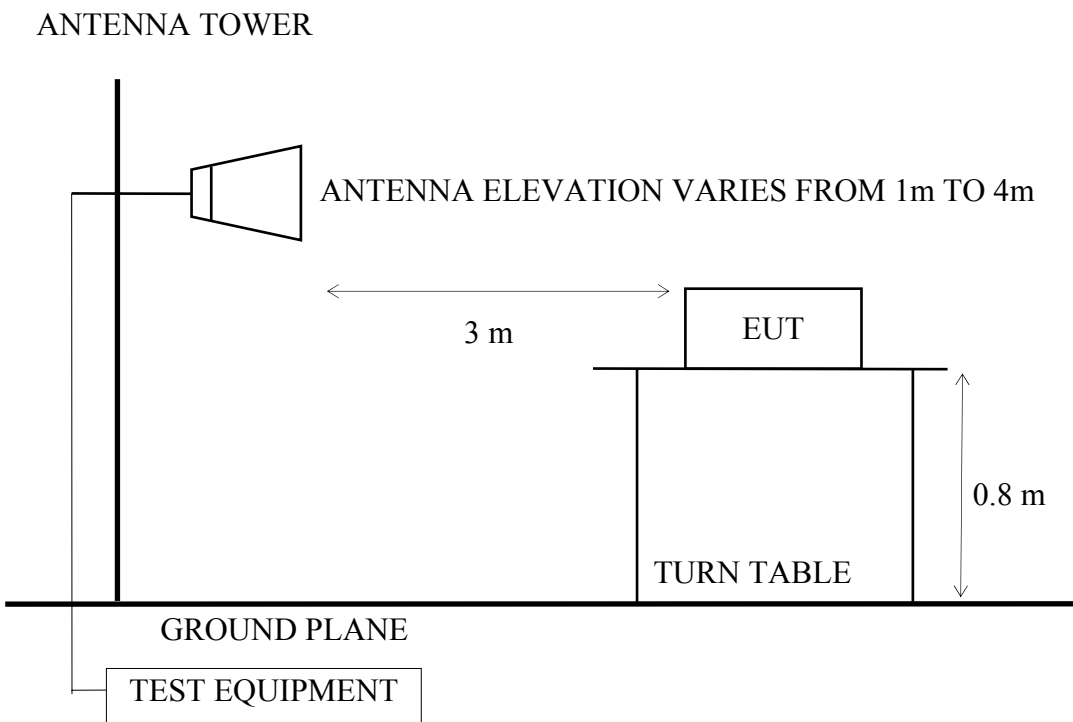 ANTENNA TOWER
ANTENNA ELEVATION VARIES FROM 1m TO 4m
3 m
EUT
0.8 m
TURN TABLE
GROUND PLANE
TEST EQUIPMENT